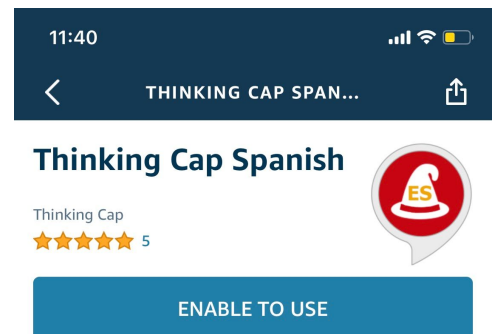 11:40
THINKING CAP SPAN...
Thinking Cap Spanish
ES
Thinking Cap
5
ENABLE TO USE